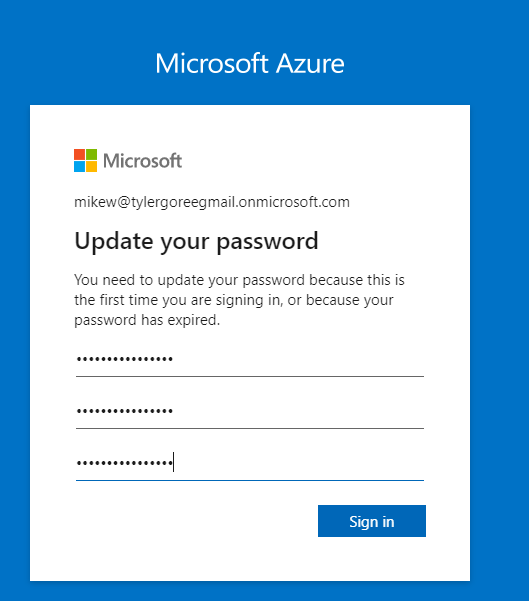 Microsoft Azure
Microsoft
mikew@tylergoreegmail.onmicrosoft.com
Update your password
You need to update your password because this is
the first time you are signing in, or because your
password has expired.
••••••••••••••••
••••••••••••••••
••••••••••••••••
Sign in